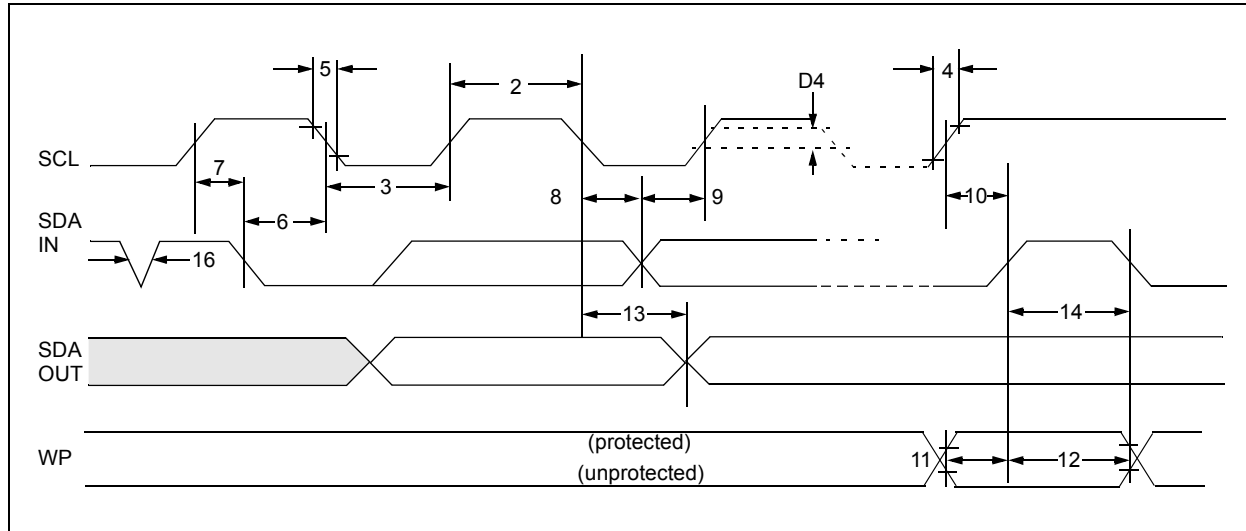 5
2
D4
4
SCL
7
3
8
9
10
SDA
IN
6
16
13
14
SDA
OUT
(protected)
WP
11
12
(unprotected)